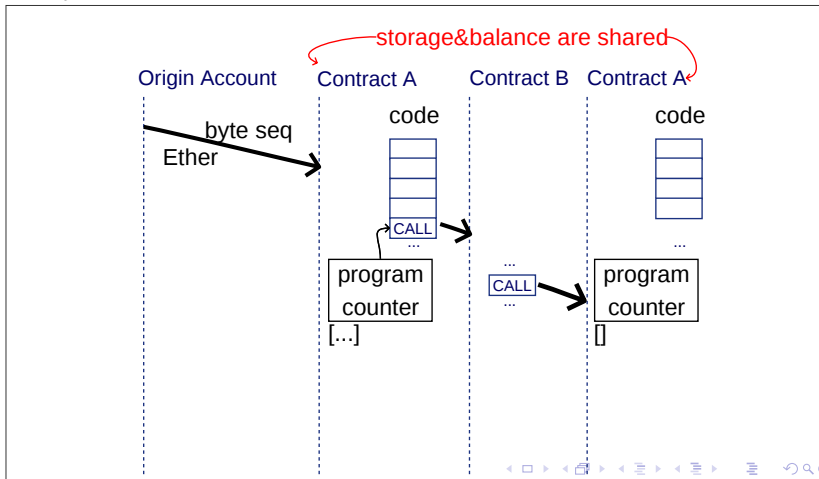 storage&balance are shared
Origin Account
Contract A
Contract B
Contract A
byte seq
Ether
code
CALL
...
program
counter
[...]
...
CALL
...
code
...
program
counter
[]